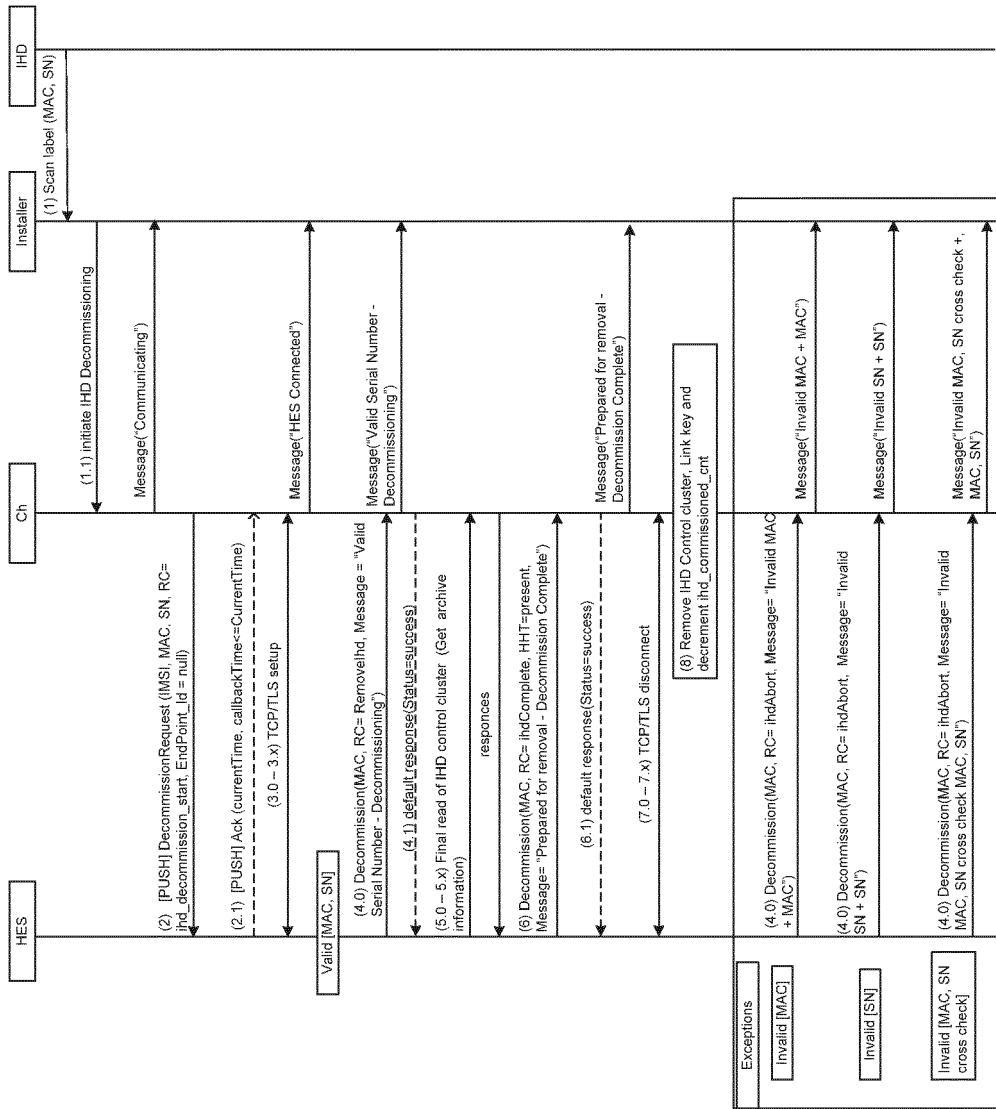 HES
Ch
Installer
IHD
(1) Scan label (MAC, SN)
(1.1) initiate IHD Decommissioning
Message("Communicating")
(2) [PUSH] DecommissionRequest (IMSI, MAC, SN, RC=
ihd_decommission_start, EndPoint_Id = null)
(2.1) [PUSH] Ack (currentTime, callbackTime<=CurrentTime)
(3.0 – 3.x) TCP/TLS setup
Message("HES Connected")
Valid [MAC, SN]
(4.0) Decommission(MAC, RC= RemoveIhd, Message = "Valid
Serial Number - Decommissioning")
Message("Valid Serial Number -
Decommissioning")
(4.1) default response(Status=success)
(5.0 – 5.x) Final read of IHD control cluster (Get archive
information)
responces
(6) Decommission(MAC, RC= ihdComplete, HHT=present,
Message= "Prepared for removal - Decommission Complete")
(6.1) default response(Status=success)
Message("Prepared for removal -
Decommission Complete")
(7.0 – 7.x) TCP/TLS disconnect
(8) Remove IHD Control cluster, Link key and
decrement ihd_commissioned_cnt
Exceptions
Invalid [MAC]
(4.0) Decommission(MAC, RC= ihdAbort, Message= "Invalid MAC
+ MAC")
Message("Invalid MAC + MAC")
Invalid [SN]
(4.0) Decommission(MAC, RC= ihdAbort, Message= "Invalid
SN + SN")
Message("Invalid SN + SN")
Invalid [MAC, SN
cross check]
(4.0) Decommission(MAC, RC= ihdAbort, Message= "Invalid
MAC, SN cross check MAC, SN")
Message("Invalid MAC, SN cross check +,
MAC, SN")